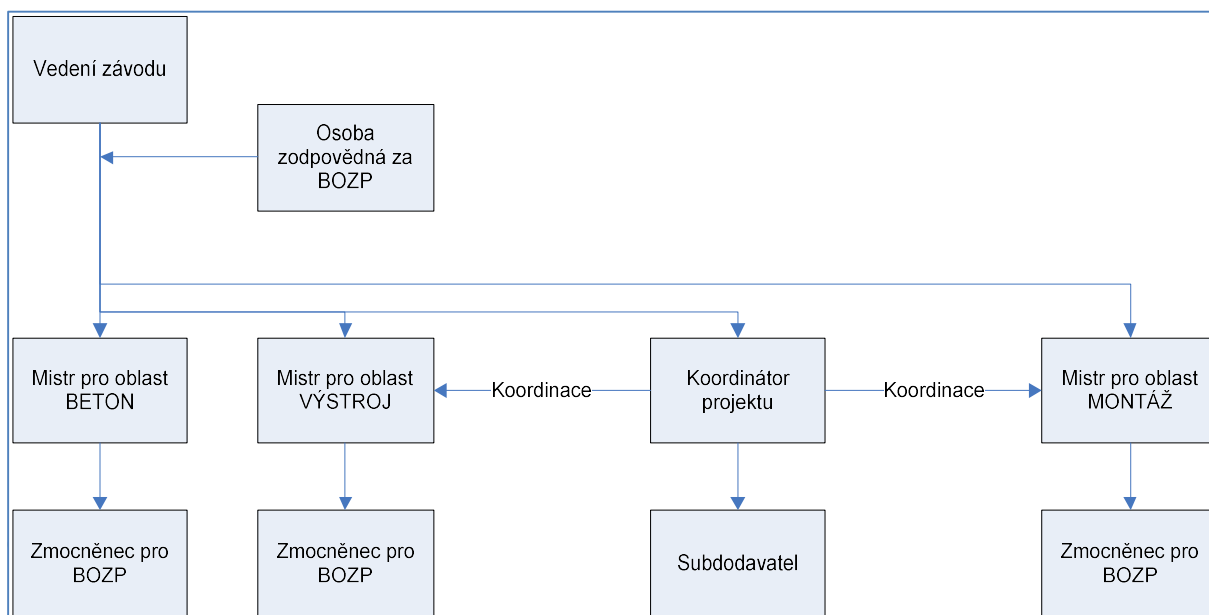 Vedení závodu
Osoba
zodpovědná za
BOZP
Mistr pro oblast
BETON
Mistr pro oblast
VÝSTROJ
Koordinace
Koordinátor
projektu
Koordinace
Mistr pro oblast
MONTÁŽ
Zmocněnec pro
BOZP
Zmocněnec pro
BOZP
Subdodavatel
Zmocněnec pro
BOZP